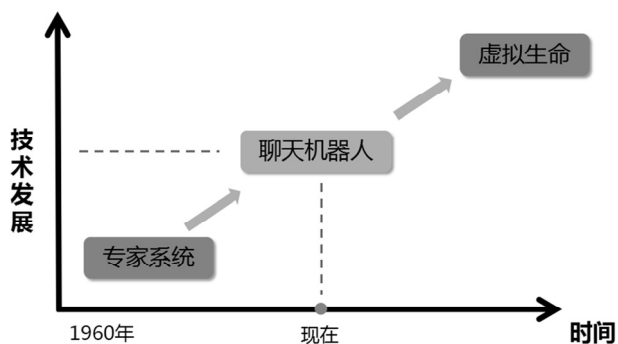 虚拟生命
聊天机器人
技术发展
专家系统
1960年
现在
时间